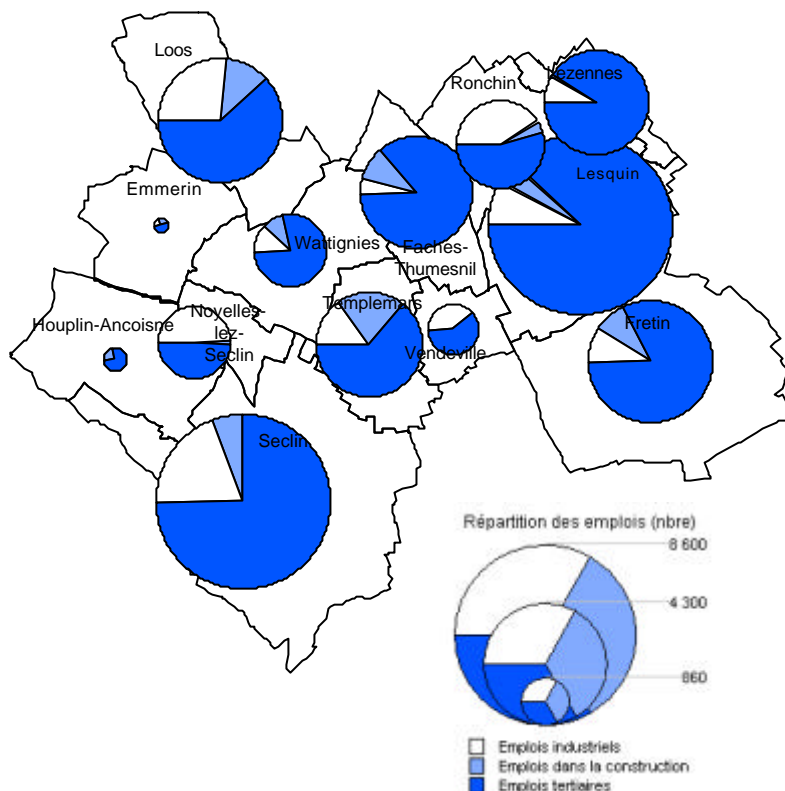 Loos
Ronchin
Lezennes
Emmerin
Lesquin
Wattignies
Faches-
Thumesnil
Houplin-Ancoisne
Noyelles-
lez-
Seclin
Templemars
Vendeville
Fretin
Seclin
Répartition des emplois (nbre)
8 600
4 300
860
Emplois industriels
Emplois dans la construction
Emplois tertiaires